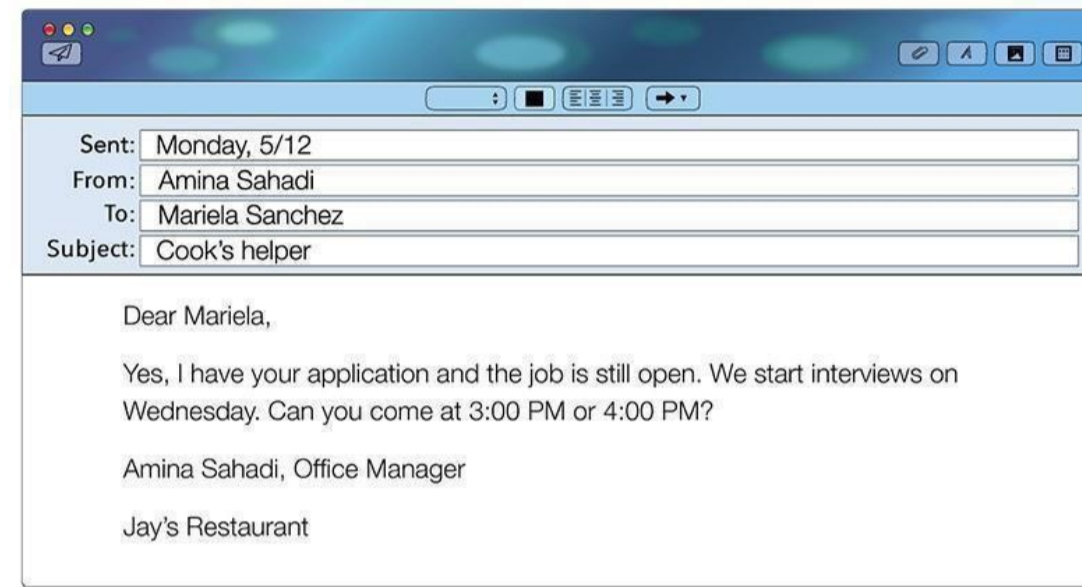 Sent: Monday, 5/12
From: Amina Sahadi
To: Mariela Sanchez
Subject: Cook's helper
Dear Mariela,
Yes, I have your application and the job is still open. We start interviews on
Wednesday. Can you come at 3:00 PM or 4:00 PM?
Amina Sahadi, Office Manager
Jay's Restaurant